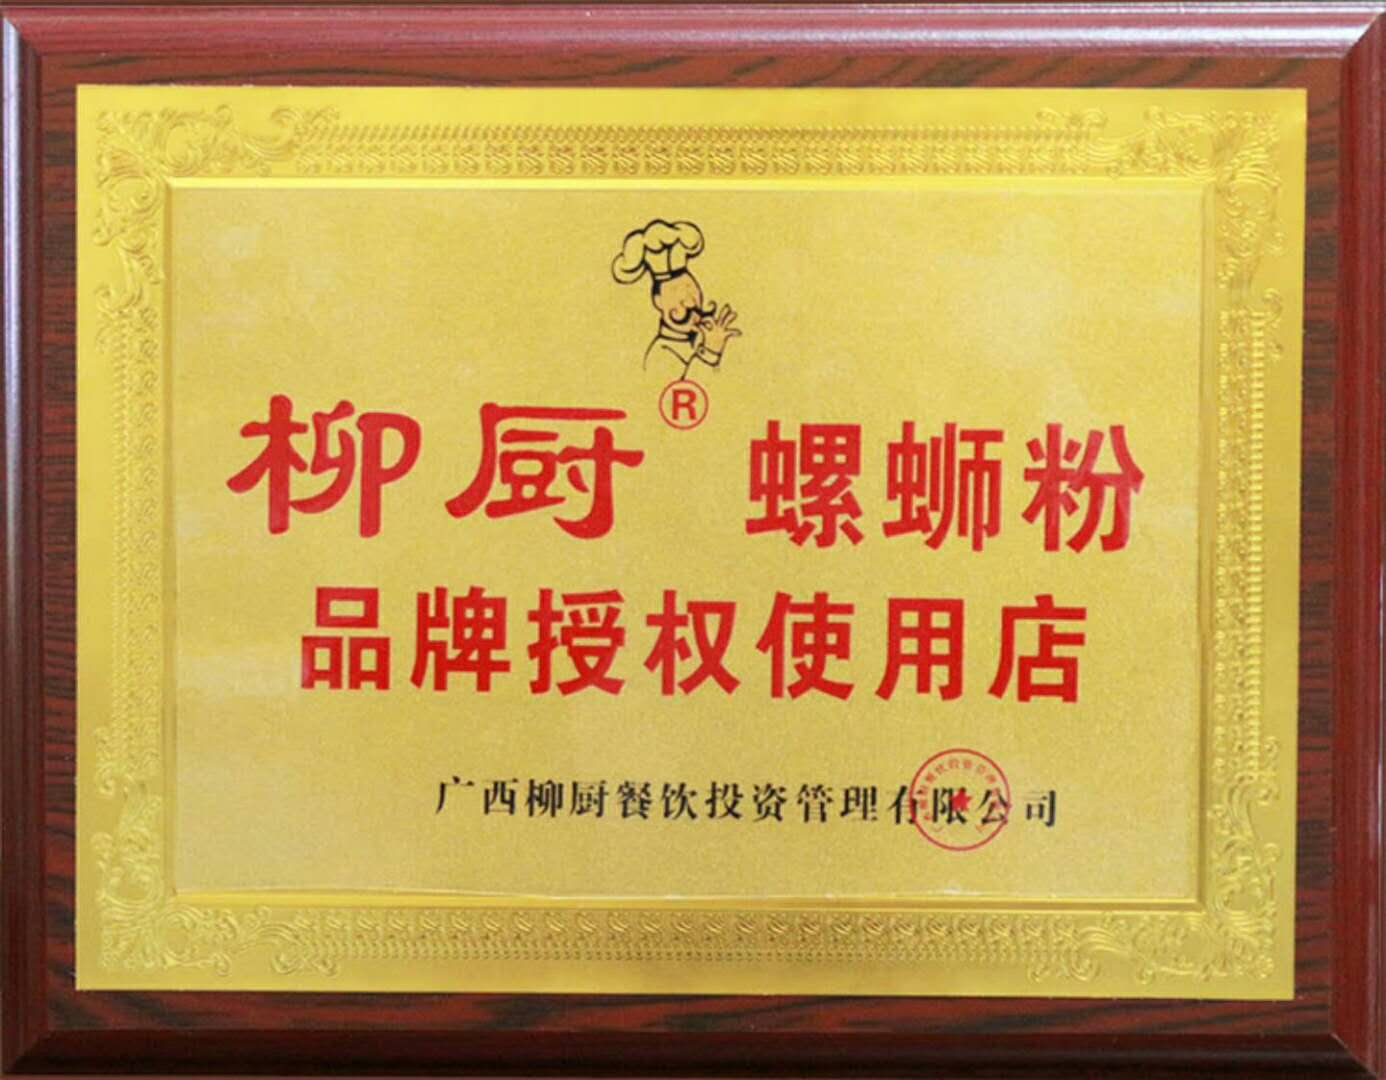 柳厨® 螺蛳粉
品牌授权使用店
广西柳厨餐饮投资管理有限公司